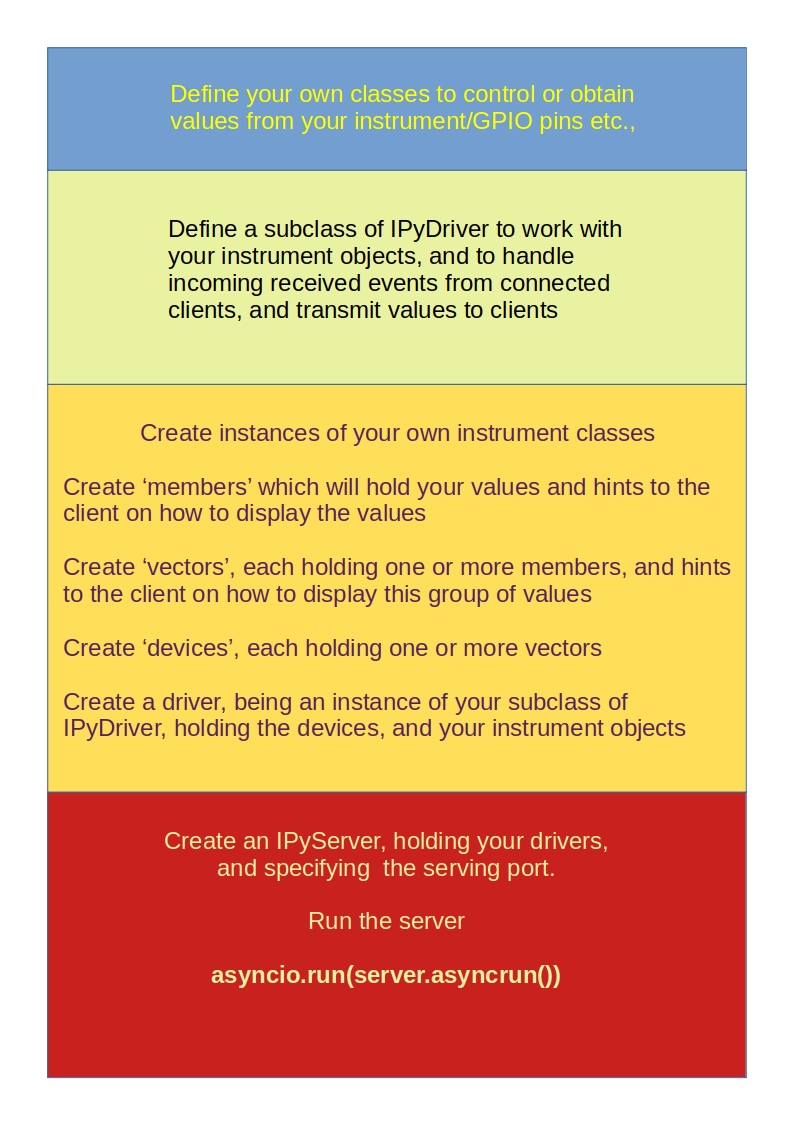 Define your own classes to control or obtain
values from your instrument/GPIO pins etc.,
Define a subclass of IPyDriver to work with
your instrument objects, and to handle
incoming received events from connected
clients, and transmit values to clients
Create instances of your own instrument classes
Create ‘members’ which will hold your values and hints to the
client on how to display the values
Create ‘vectors’, each holding one or more members, and hints
to the client on how to display this group of values
Create ‘devices’, each holding one or more vectors
Create a driver, being an instance of your subclass of
IPyDriver, holding the devices, and your instrument objects
Create an IPyServer, holding your drivers,
and specifying  the serving port.
Run the server
asyncio.run(server.asyncrun())